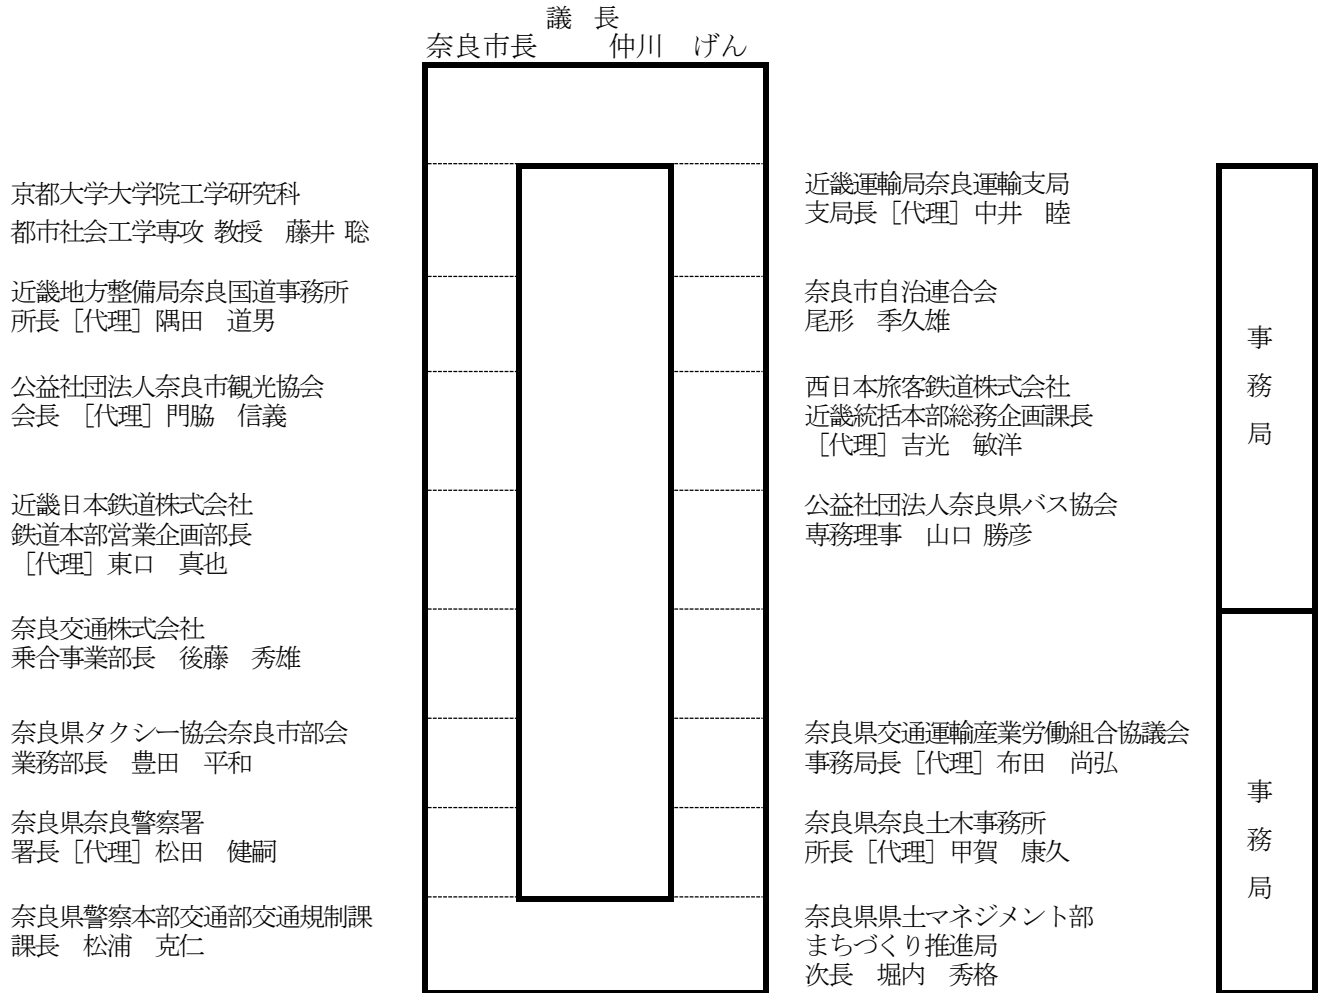 議 長
奈良市長 仲川 げん
京都大学大学院工学研究科
都市社会工学専攻 教授 藤井 聡
近畿地方整備局奈良国道事務所
所長［代理］隅田 道男
公益社団法人奈良市観光協会
会長 ［代理］門脇 信義
近畿日本鉄道株式会社
鉄道本部営業企画部長
［代理］東口 真也
奈良交通株式会社
乗合事業部長 後藤 秀雄
奈良県タクシー協会奈良市部会
業務部長 豊田 平和
奈良県奈良警察署
署長［代理］松田 健嗣
奈良県警察本部交通部交通規制課
課長 松浦 克仁
近畿運輸局奈良運輸支局
支局長［代理］中井 睦
奈良市自治連合会
尾形 季久雄
西日本旅客鉄道株式会社
近畿統括本部総務企画課長
［代理］吉光 敏洋
公益社団法人奈良県バス協会
専務理事 山口 勝彦
奈良県交通運輸産業労働組合協議会
事務局長［代理］布田 尚弘
奈良県奈良土木事務所
所長［代理］甲賀 康久
奈良県県土マネジメント部
まちづくり推進局
次長 堀内 秀格
事務局
事務局